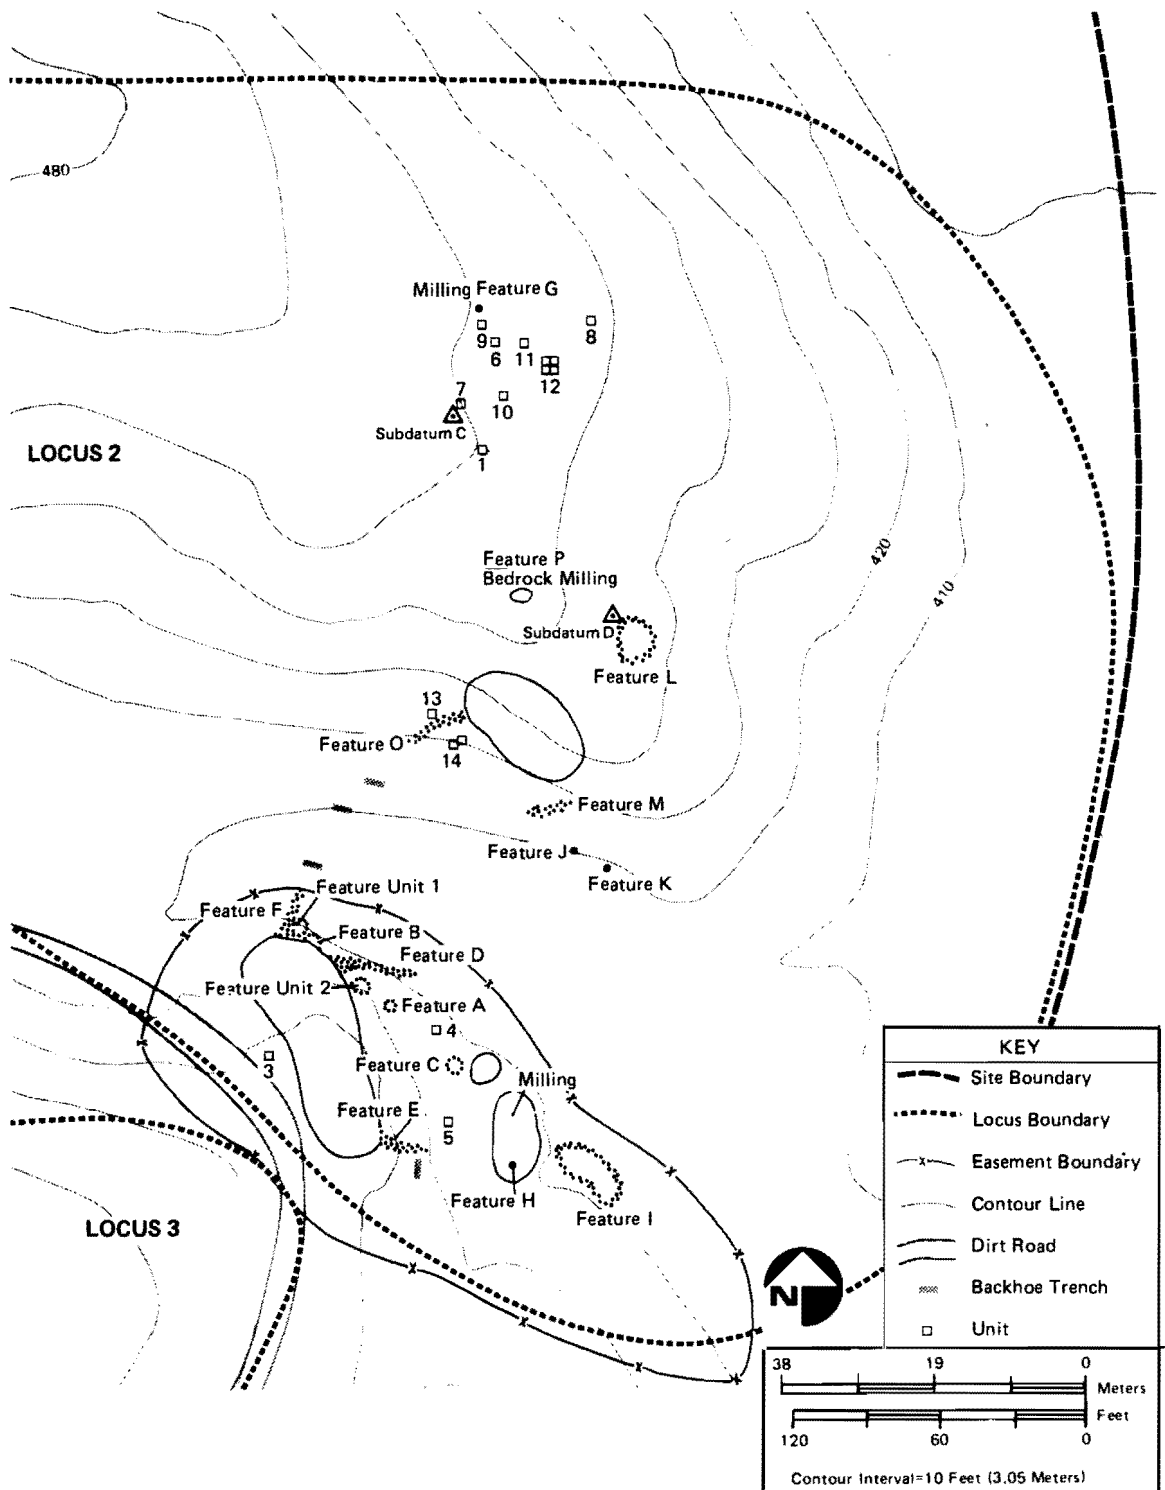 480
Milling Feature G
9
6
11
8
12
7
10
Subdatum C
LOCUS 2
1
Feature P
Bedrock Milling
420
410
Subdatum D
Feature L
13
Feature O
14
Feature M
Feature J
Feature K
Feature Unit 1
Feature F
Feature B
Feature D
Feature Unit 2
Feature A
4
3
Feature C
Milling
Feature E
5
Feature H
Feature I
LOCUS 3
N
KEY
Site Boundary
Locus Boundary
x
Easement Boundary
Contour Line
Dirt Road
Backhoe Trench
Unit
38 19 0
Meters
Feet
120 60 0
Contour Interval=10 Feet (3.05 Meters)